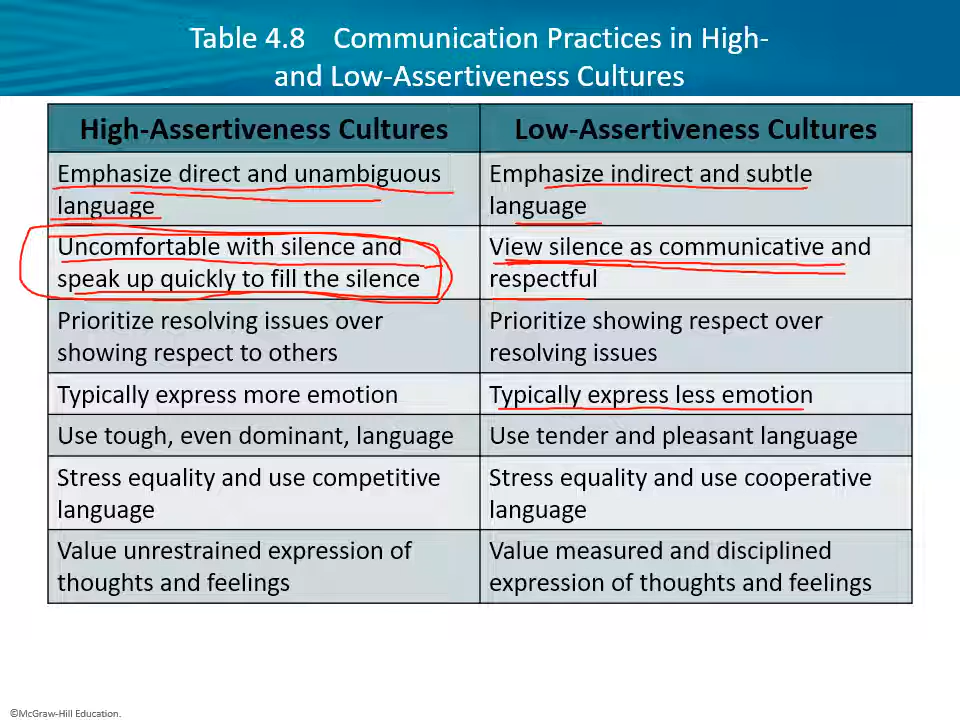 Table 4.8 Communication Practices in High-
and Low-Assertiveness Cultures
High-Assertiveness Cultures
Low-Assertiveness Cultures
Emphasize direct and unambiguous
language
Emphasize indirect and subtle
language
Uncomfortable with silence and
speak up quickly to fill the silence
View silence as communicative and
respectful
Prioritize resolving issues over
showing respect to others
Prioritize showing respect over
resolving issues
Typically express more emotion
Typically express less emotion
Use tough, even dominant, language
Use tender and pleasant language
Stress equality and use competitive
language
Stress equality and use cooperative
language
Value unrestrained expression of
thoughts and feelings
Value measured and disciplined
expression of thoughts and feelings
©McGraw-Hill Education.